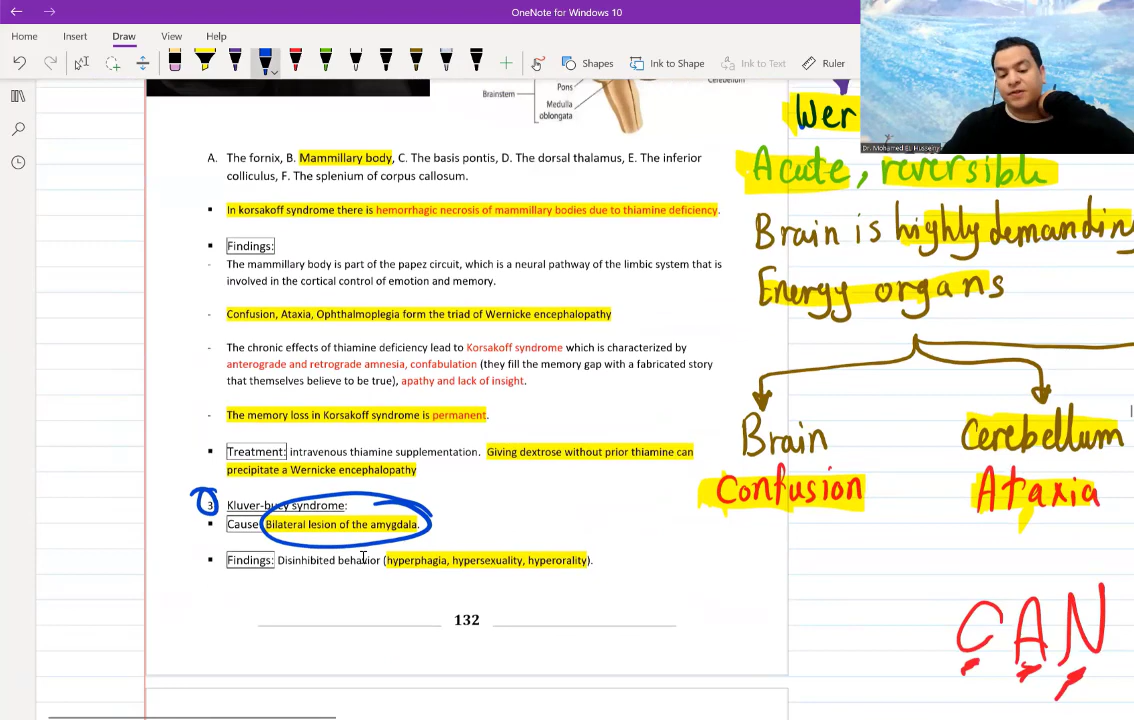 OneNote for Windows 10
Home Insert Draw View Help
Shapes Ink to Shape Ink to Text Ruler
Brainstem
Pons
Medulla
oblongata
A. The fornix, B. Mammillary body, C. The basis pontis, D. The dorsal thalamus, E. The inferior
colliculus, F. The splenium of corpus callosum.
▪ In korsakoff syndrome there is hemorrhagic necrosis of mammillary bodies due to thiamine deficiency.
▪ Findings:
- The mammillary body is part of the papez circuit, which is a neural pathway of the limbic system that is
involved in the cortical control of emotion and memory.
- Confusion, Ataxia, Ophthalmoplegia form the triad of Wernicke encephalopathy
- The chronic effects of thiamine deficiency lead to Korsakoff syndrome which is characterized by
anterograde and retrograde amnesia, confabulation (they fill the memory gap with a fabricated story
that themselves believe to be true), apathy and lack of insight.
- The memory loss in Korsakoff syndrome is permanent.
▪ Treatment: intravenous thiamine supplementation. Giving dextrose without prior thiamine can
precipitate a Wernicke encephalopathy
3. Kluver-bucy syndrome:
▪ Cause: Bilateral lesion of the amygdala.
▪ Findings: Disinhibited behavior (hyperphagia, hypersexuality, hyperorality).
132
Dr. Mohamed EL Husseiny
Wer
Acute, reversible
Brain is highly demanding
Energy organs
Brain
Confusion
Cerebellum
Ataxia
CAN